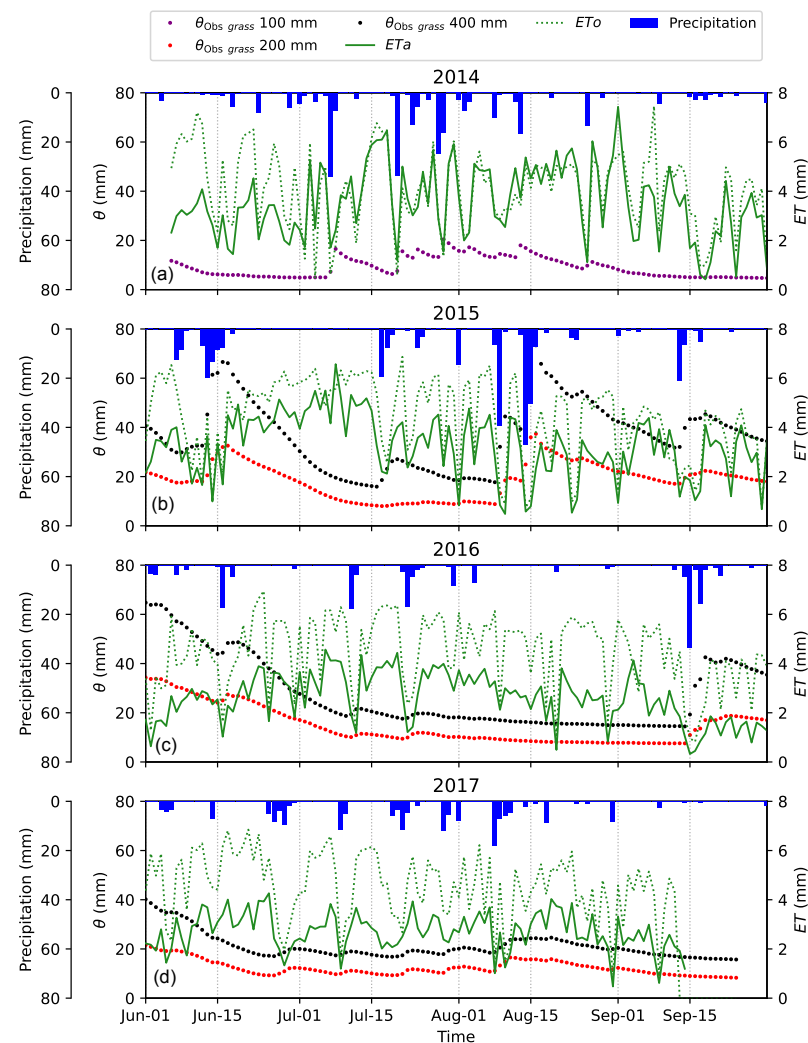 θObs grass 100 mm
θObs grass 200 mm
θObs grass 400 mm
ETa
ETo
Precipitation
2014
Precipitation (mm)
0
20
40
60
80
θ (mm)
80
60
40
20
0
(a)
ET (mm)
8
6
4
2
0
2015
Precipitation (mm)
0
20
40
60
80
θ (mm)
80
60
40
20
0
(b)
ET (mm)
8
6
4
2
0
2016
Precipitation (mm)
0
20
40
60
80
θ (mm)
80
60
40
20
0
(c)
ET (mm)
8
6
4
2
0
2017
Precipitation (mm)
0
20
40
60
80
θ (mm)
80
60
40
20
0
(d)
ET (mm)
8
6
4
2
0
Jun-01 Jun-15 Jul-01 Jul-15 Aug-01 Aug-15 Sep-01 Sep-15
Time